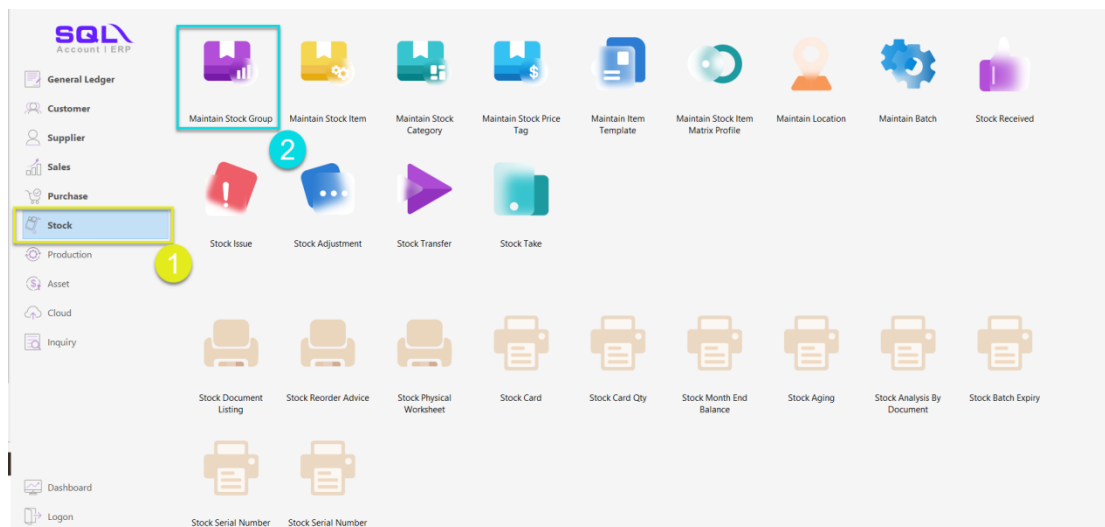 SQL
Account | ERP
General Ledger
Customer
Supplier
Sales
Purchase
Stock
Production
Asset
Cloud
Inquiry
Dashboard
Logon
1
2
Maintain Stock Group
Maintain Stock Item
Maintain Stock
Category
Maintain Stock Price
Tag
Maintain Item
Template
Maintain Stock Item
Matrix Profile
Maintain Location
Maintain Batch
Stock Received
Stock Issue
Stock Adjustment
Stock Transfer
Stock Take
Stock Document
Listing
Stock Reorder Advice
Stock Physical
Worksheet
Stock Card
Stock Card Qty
Stock Month End
Balance
Stock Aging
Stock Analysis By
Document
Stock Batch Expiry
Stock Serial Number
Stock Serial Number